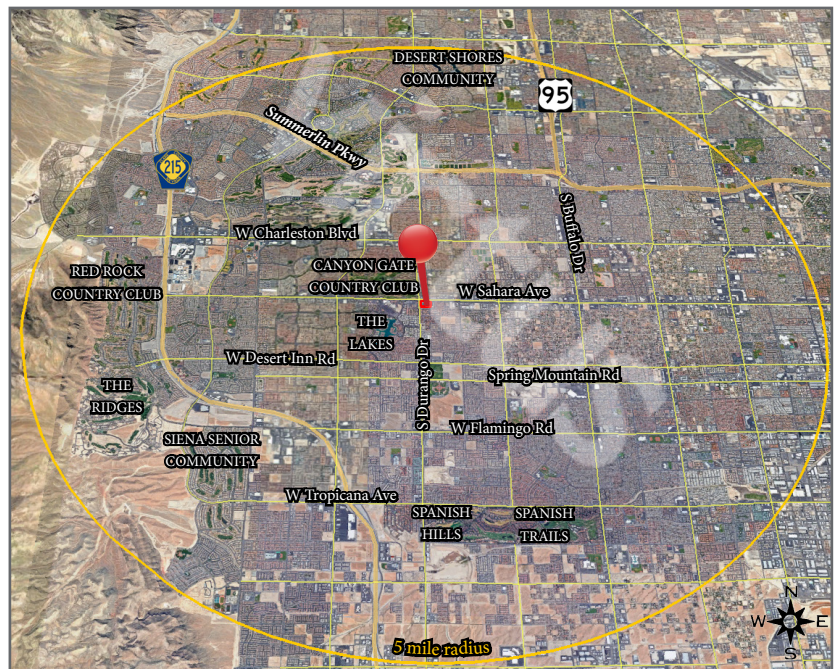 DESERT SHORES
COMMUNITY
95
Summerlin Pkwy
215
S Buffalo Dr
W Charleston Blvd
RED ROCK
COUNTRY CLUB
CANYON GATE
COUNTRY CLUB
W Sahara Ave
THE
LAKES
W Desert Inn Rd
Spring Mountain Rd
S Durango Dr
THE
RIDGES
W Flamingo Rd
SIENA SENIOR
COMMUNITY
W Tropicana Ave
SPANISH
HILLS
SPANISH
TRAILS
N
W
E
S
5 mile radius